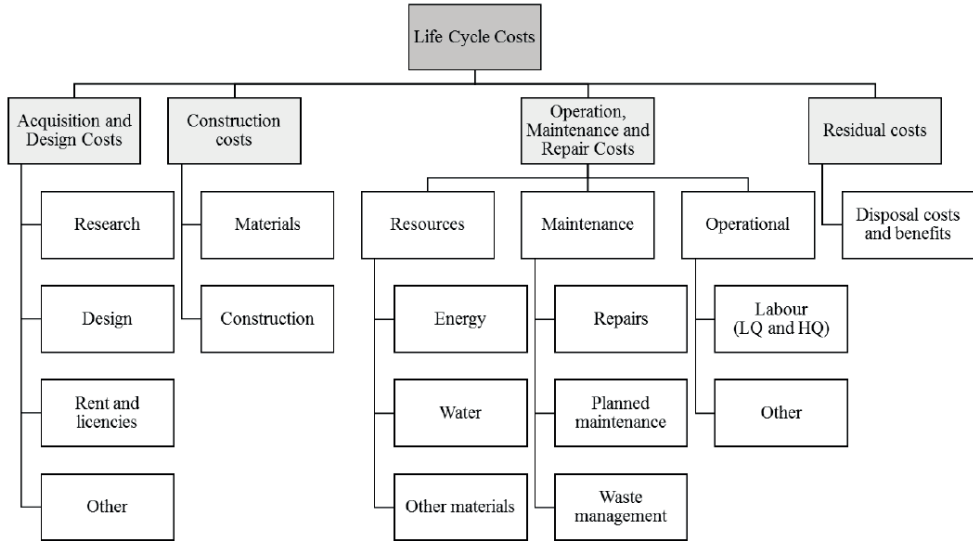 Life Cycle Costs
Acquisition and
Design Costs
Construction
costs
Operation,
Maintenance and
Repair Costs
Residual costs
Research
Materials
Resources
Maintenance
Operational
Disposal costs
and benefits
Design
Construction
Energy
Repairs
Labour
(LQ and HQ)
Rent and
licencies
Water
Planned
maintenance
Other
Other
Other materials
Waste
management